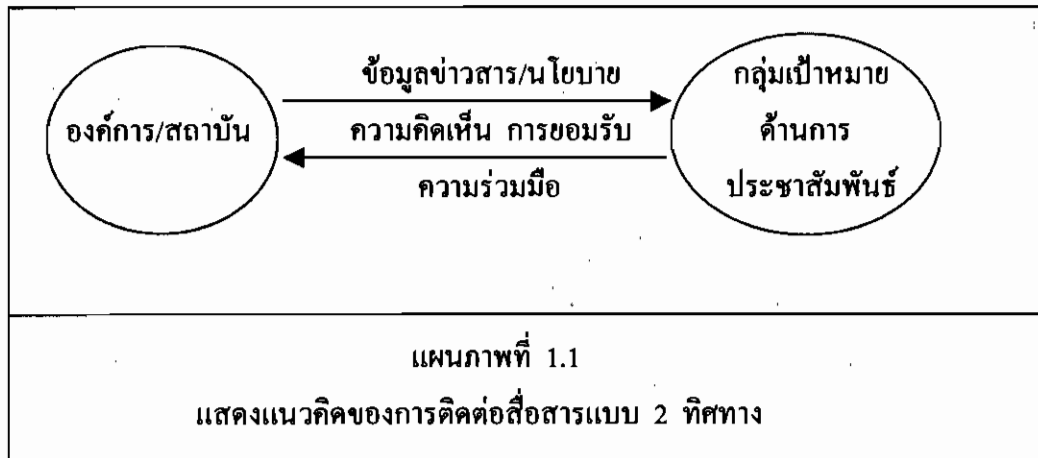 ข้อมูลข่าวสาร/นโยบาย
องค์การ/สถาบัน
ความคิดเห็น การยอมรับ
ความร่วมมือ
กลุ่มเป้าหมาย
ด้านการ
ประชาสัมพันธ์
แผนภาพที่ 1.1
แสดงแนวคิดของการติดต่อสื่อสารแบบ 2 ทิศทาง